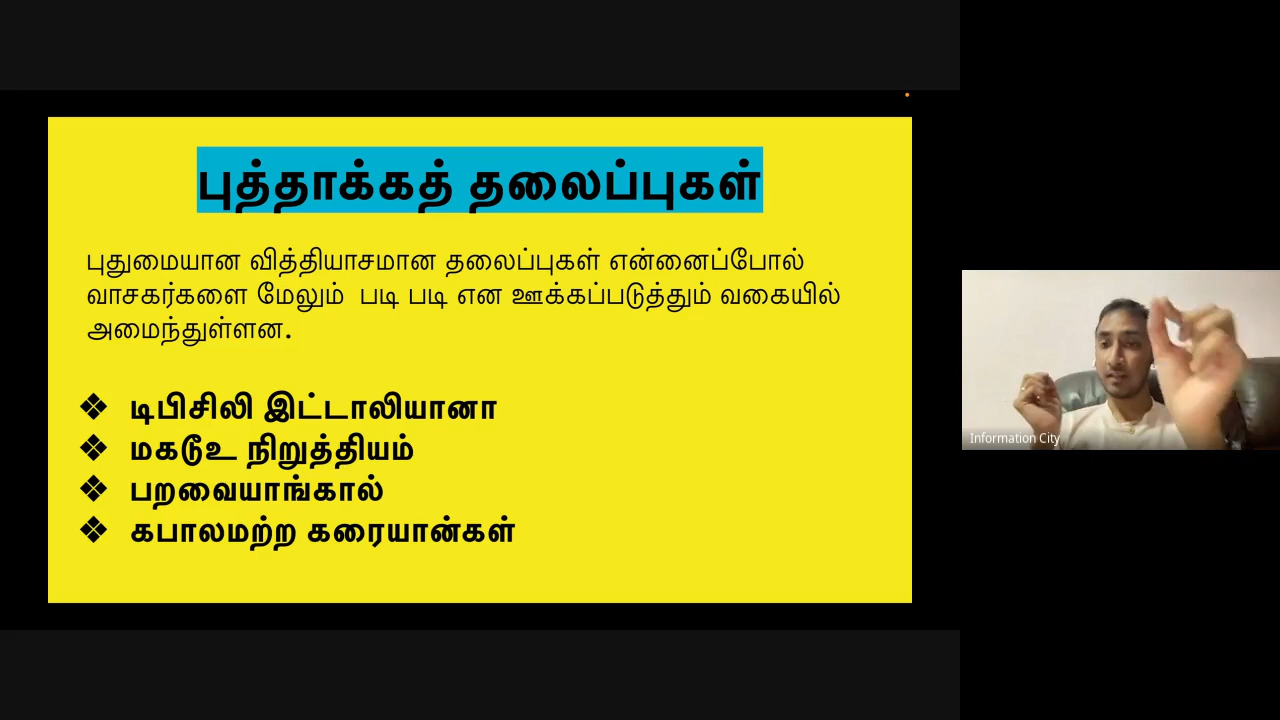 புத்தாக்கத் தலைப்புகள்
புதுமையான வித்தியாசமான தலைப்புகள் என்னைப்போல்
வாசகர்களை மேலும் படி படி என ஊக்கப்படுத்தும் வகையில்
அமைந்துள்ளன.
❖ டிபிசிலி இட்டாலியானா
❖ மகடூஉ நிறுத்தியம்
❖ பறவையாங்கால்
❖ கபாலமற்ற கரையான்கள்
Information City